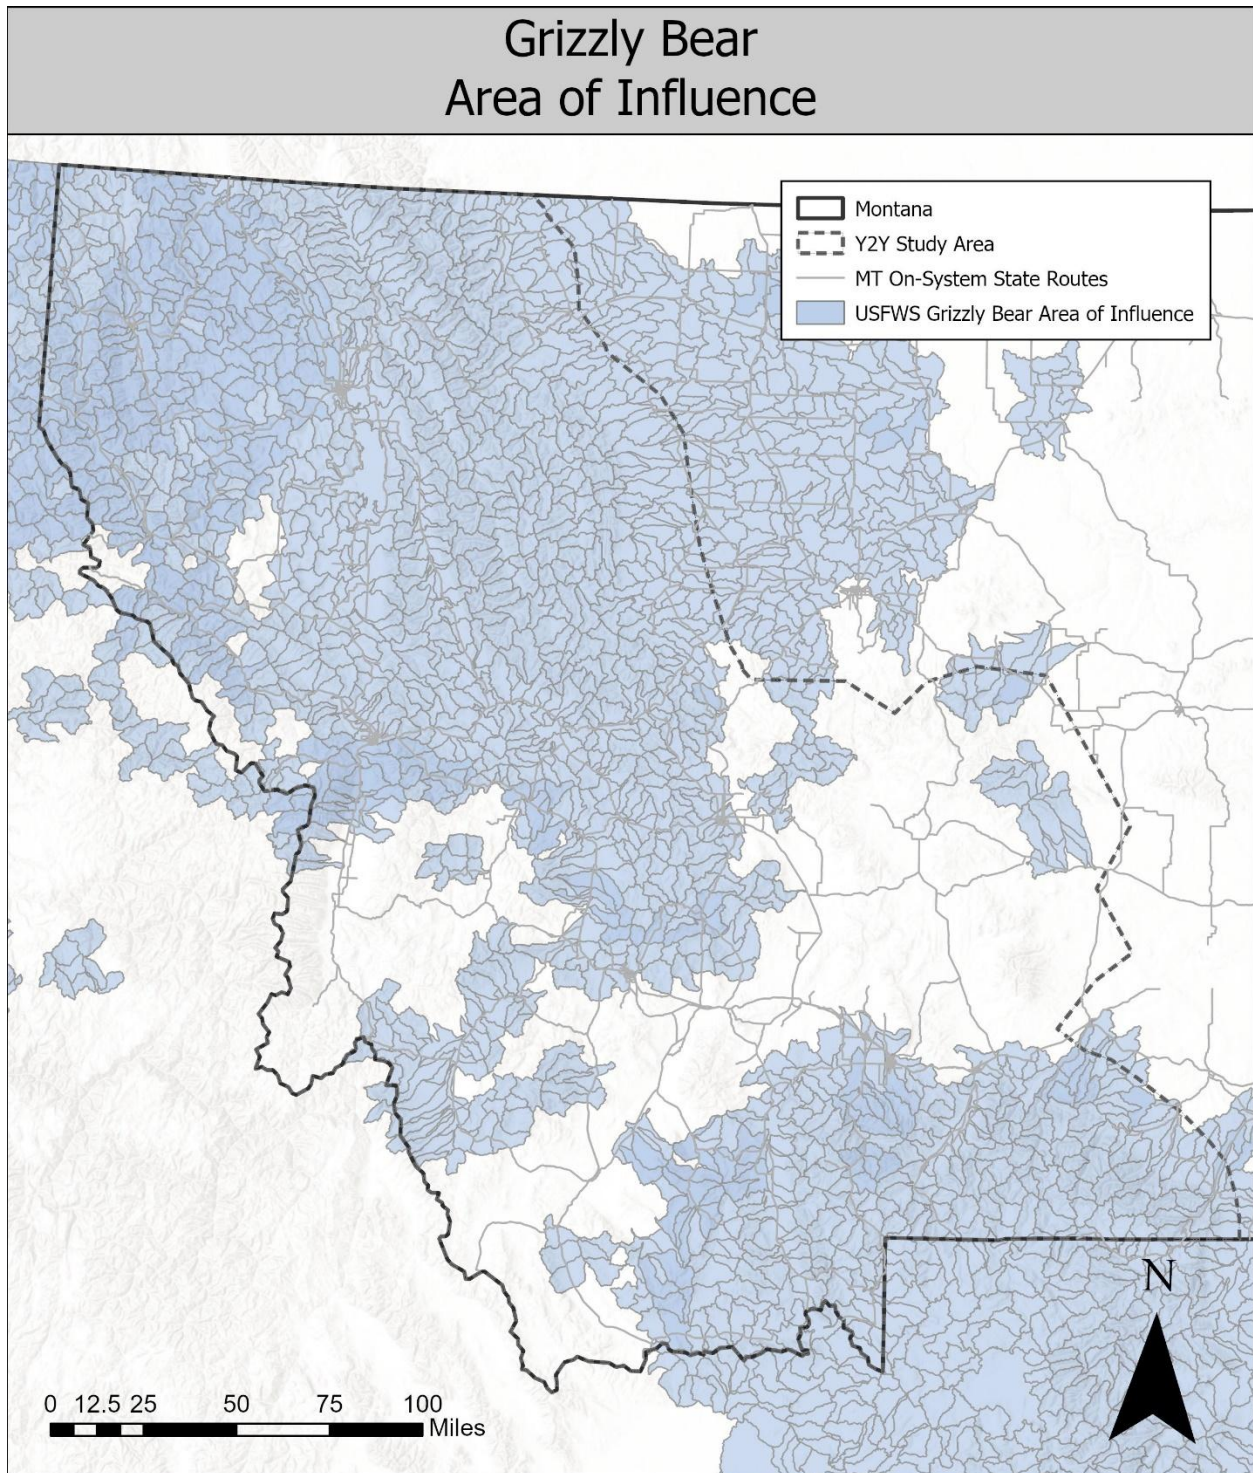 Grizzly Bear
Area of Influence
Montana
Y2Y Study Area
MT On-System State Routes
USFWS Grizzly Bear Area of Influence
N
0 12.5 25 50 75 100
Miles